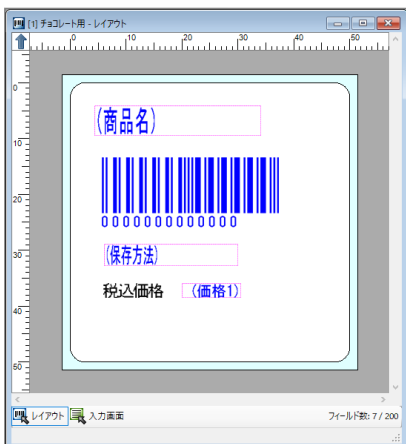 [1] チョコレート用 - レイアウト
0 10 20 30 40 50
0
10
20
30
40
50
(商品名)
0000000000000
(保存方法)
税込価格 (価格1)
レイアウト 入力画面 フィールド数: 7 / 200